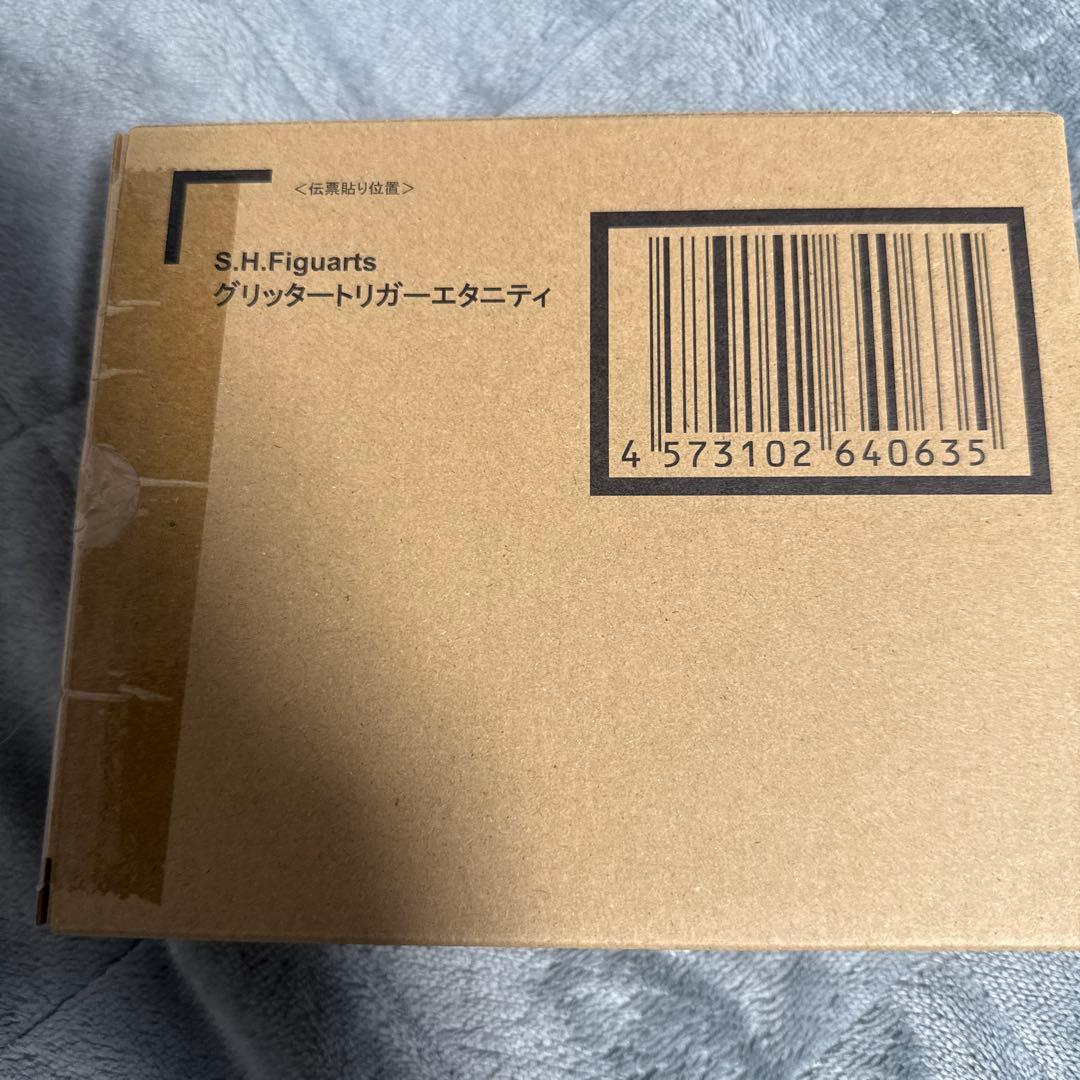 ＜伝票貼り位置＞
S.H.Figuarts
グリッタートリガーエタニティ
4 573102 640635